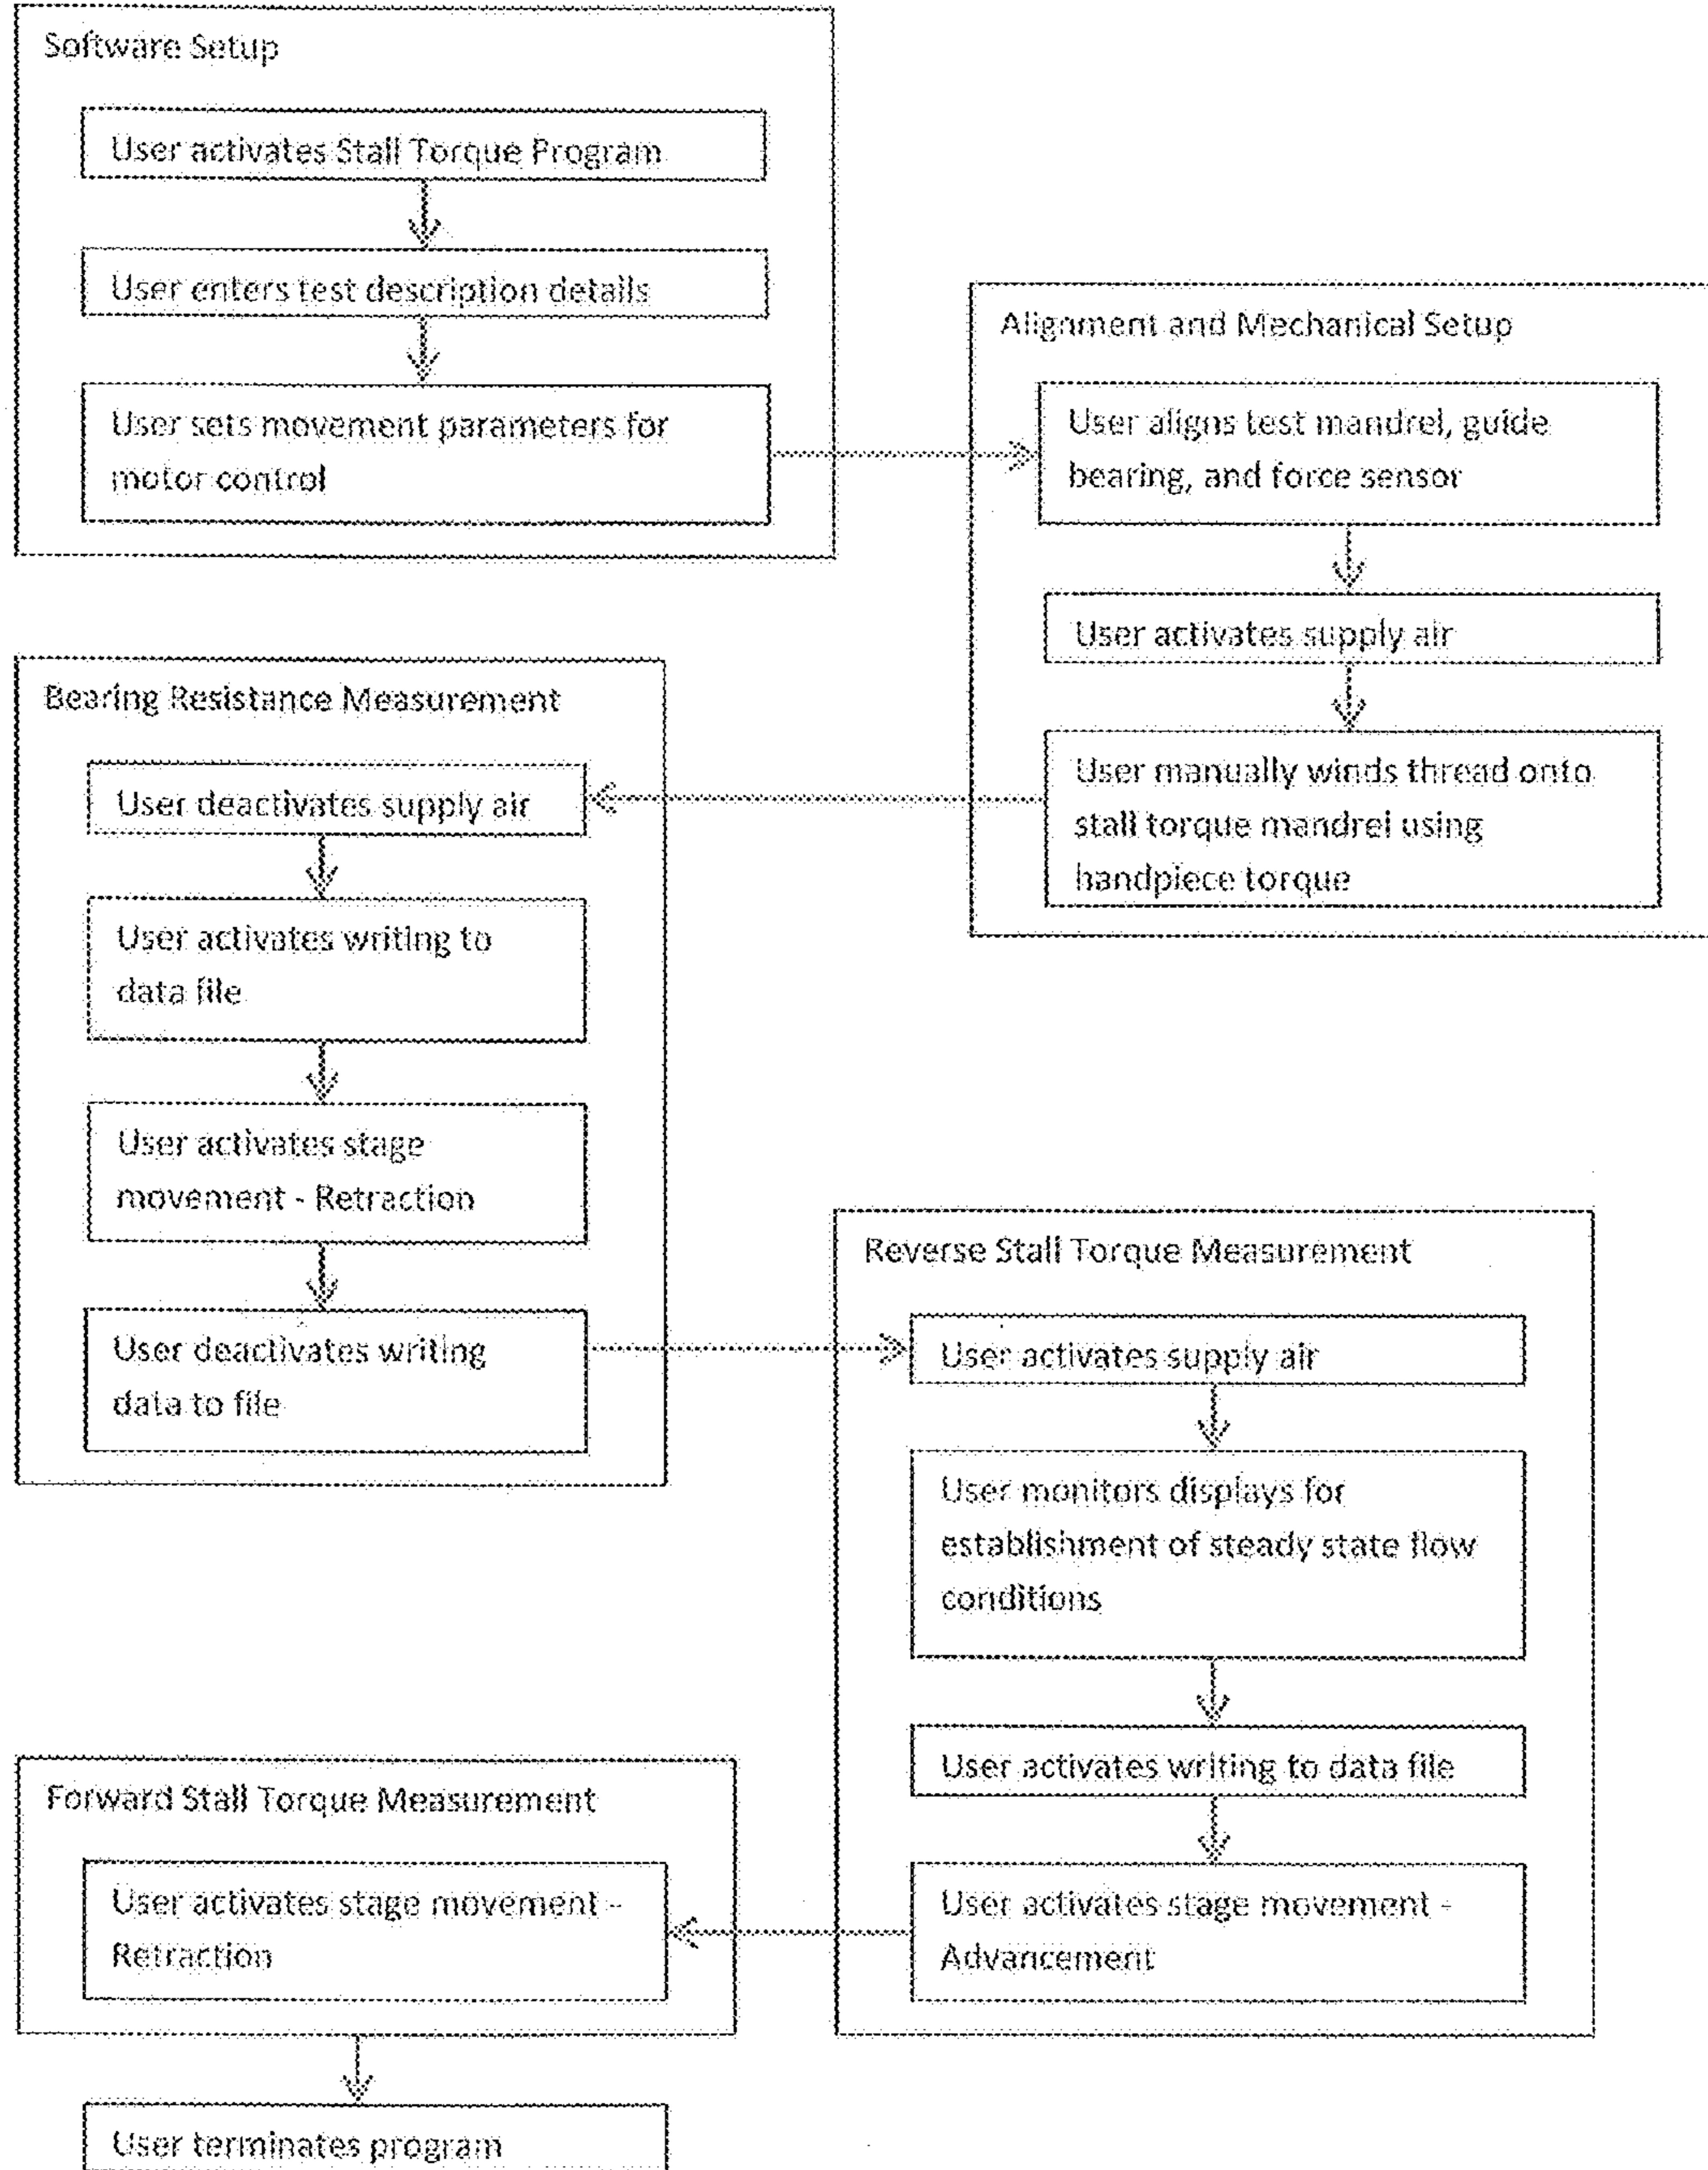 Software Setup
User activates Stall Torque Program
User enters test description details
User sets movement parameters for
motor control
Alignment and Mechanical Setup
User aligns test mandrel, guide
bearing, and force sensor
User activates supply air
User manually winds thread onto
stall torque mandrel using
handpiece torque
Bearing Resistance Measurement
User deactivates supply air
User activates writing to
data file
User activates stage
movement - Retraction
User deactivates writing
data to file
Reverse Stall Torque Measurement
User activates supply air
User monitors displays for
establishment of steady state flow
conditions
User activates writing to data file
User activates stage movement -
Advancement
Forward Stall Torque Measurement
User activates stage movement -
Retraction
User terminates program